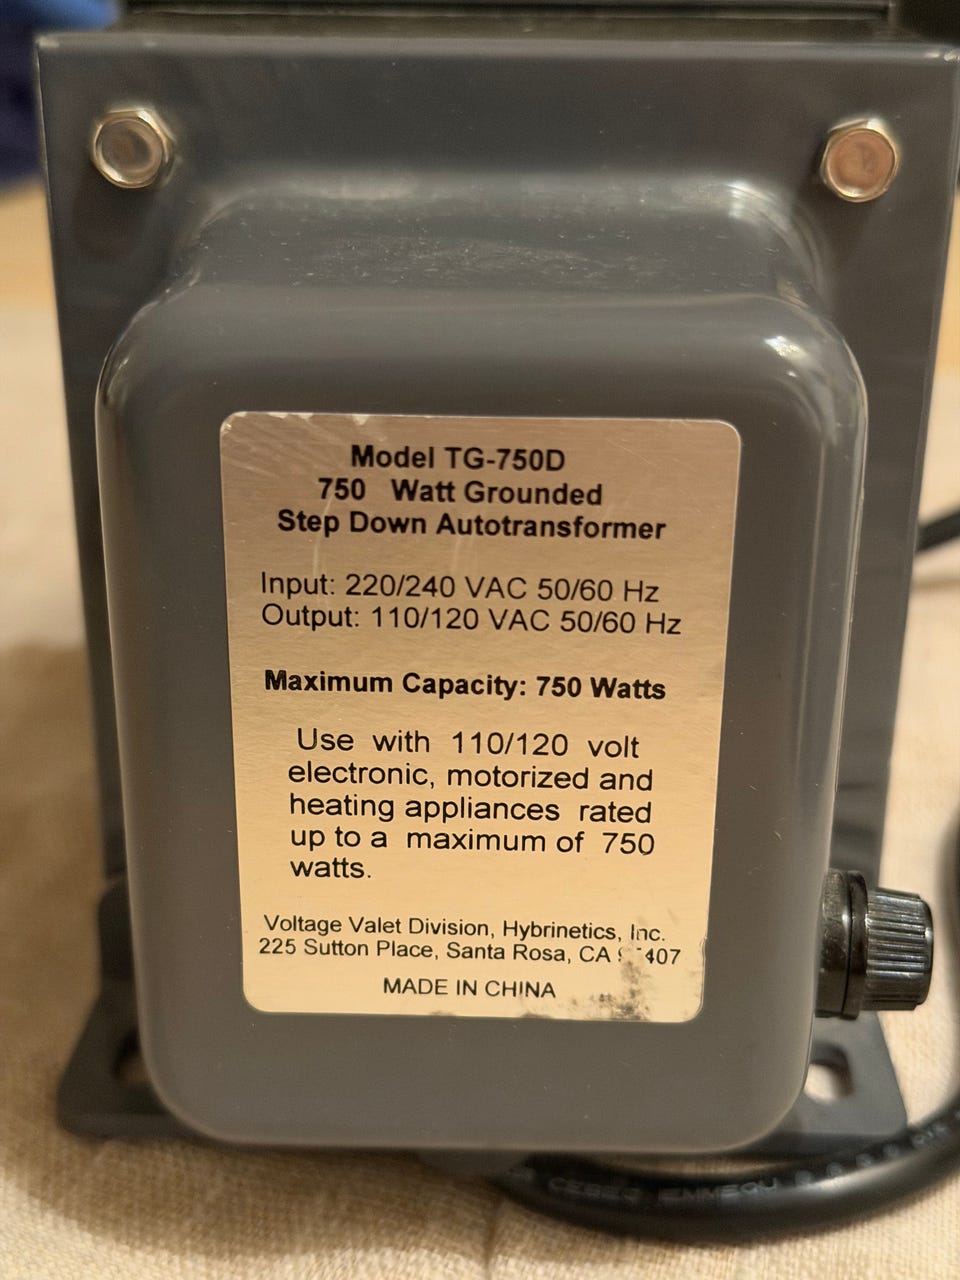 Model TG-750D
750 Watt Grounded
Step Down Autotransformer
Input: 220/240 VAC 50/60 Hz
Output: 110/120 VAC 50/60 Hz
Maximum Capacity: 750 Watts
Use with 110/120 volt
electronic, motorized and
heating appliances rated
up to a maximum of 750
watts.
Voltage Valet Division, Hybrinetics, Inc.
225 Sutton Place, Santa Rosa, CA
MADE IN CHINA